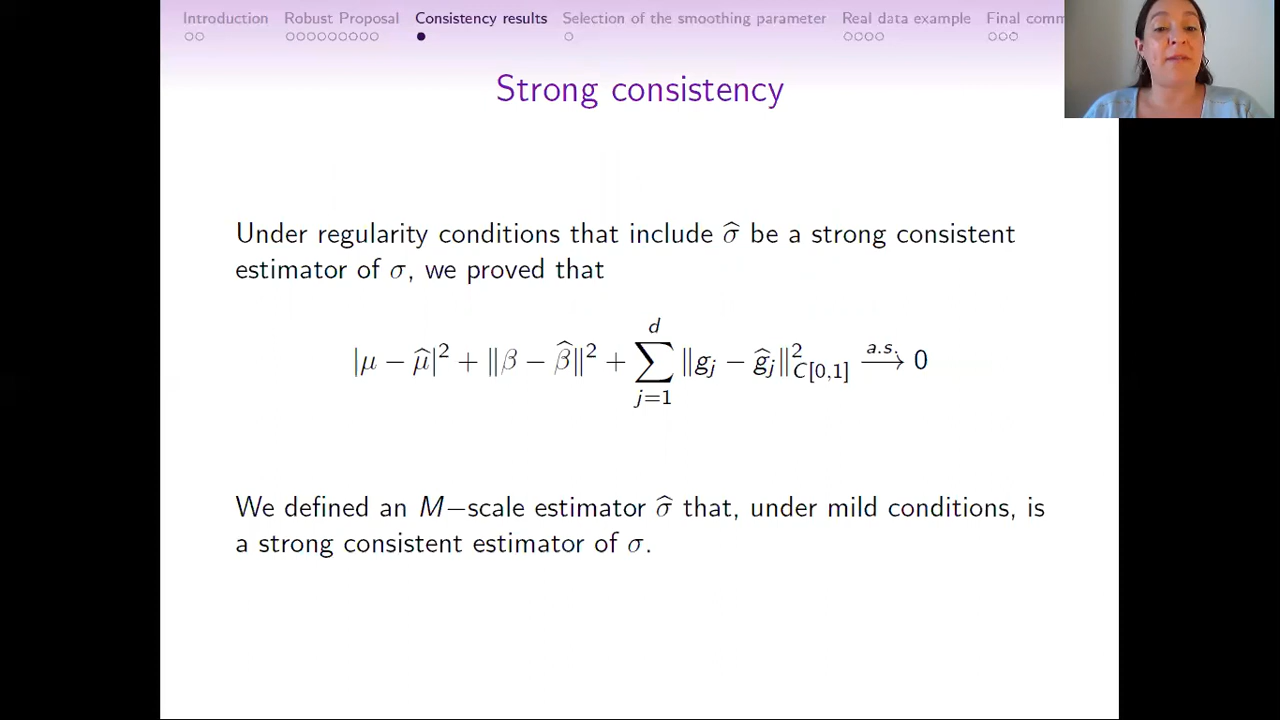 Introduction Robust Proposal Consistency results Selection of the smoothing parameter Real data example Final comm
Strong consistency
Under regularity conditions that include σ̂ be a strong consistent
estimator of σ, we proved that
|μ − μ̂|² + ‖β − β̂‖² + ∑_{j=1}^{d} ‖g_j − ĝ_j‖²_{C[0,1]} —a.s.→ 0
We defined an M−scale estimator σ̂ that, under mild conditions, is
a strong consistent estimator of σ.